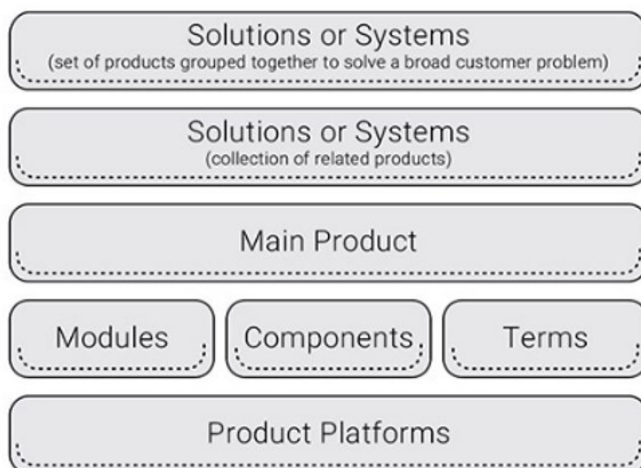 Solutions or Systems
(set of products grouped together to solve a broad customer problem)
Solutions or Systems
(collection of related products)
Main Product
Modules
Components
Terms
Product Platforms